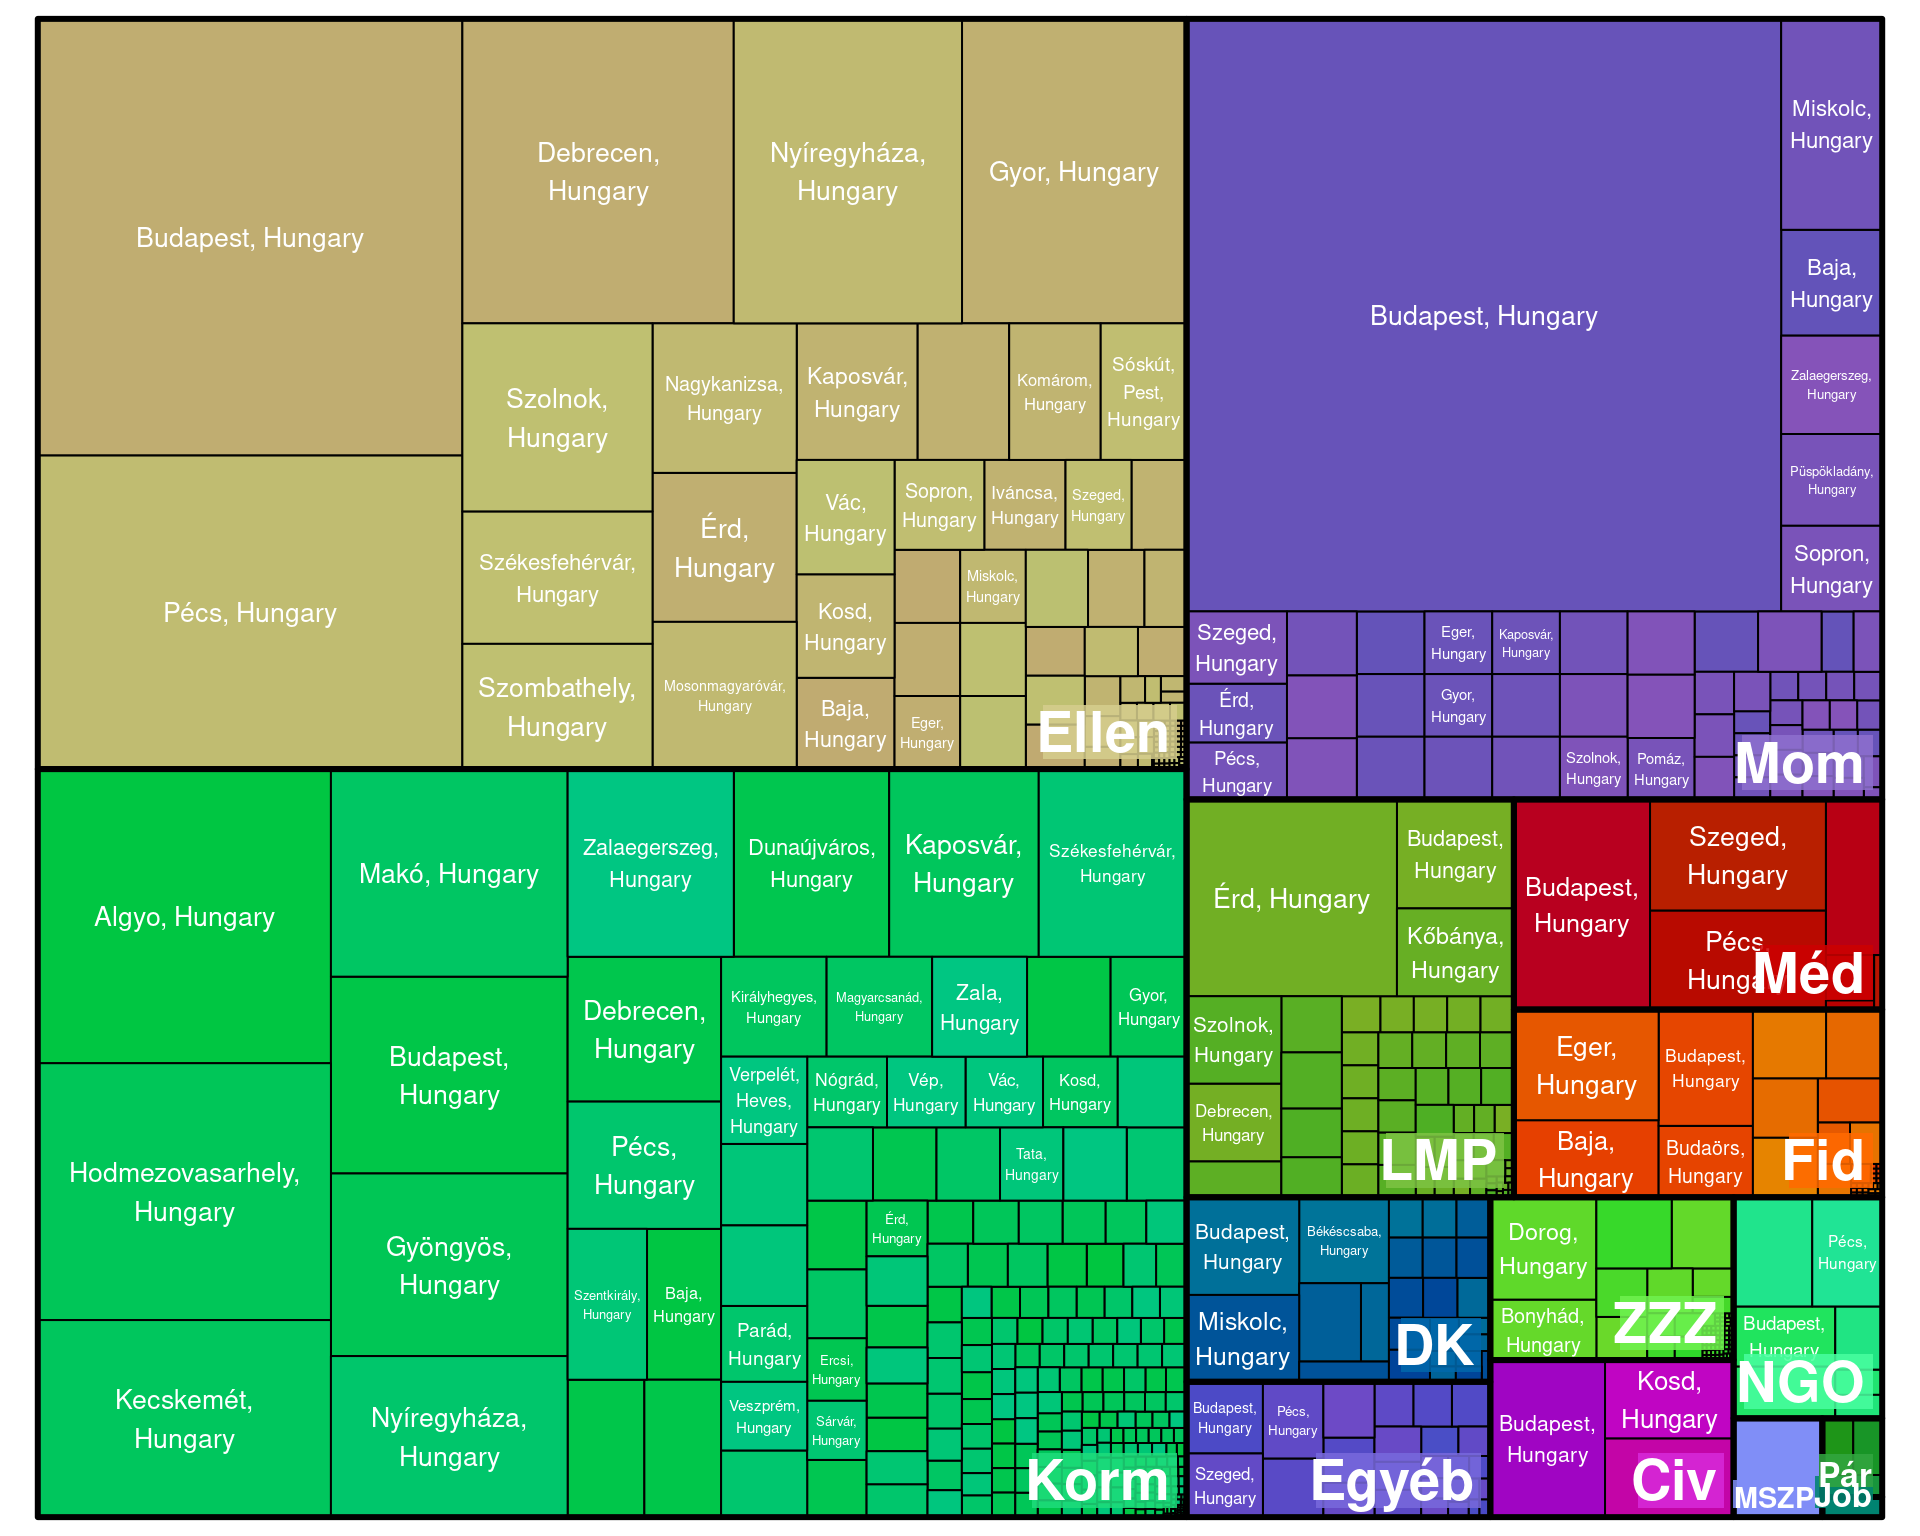 Budapest, Hungary
Debrecen,
Hungary
Nyíregyháza,
Hungary
Gyor, Hungary
Pécs, Hungary
Szolnok,
Hungary
Székesfehérvár,
Hungary
Szombathely,
Hungary
Nagykanizsa,
Hungary
Érd,
Hungary
Mosonmagyaróvár,
Hungary
Kaposvár,
Hungary
Komárom,
Hungary
Sóskút,
Pest,
Hungary
Vác,
Hungary
Kosd,
Hungary
Baja,
Hungary
Sopron,
Hungary
Iváncsa,
Hungary
Szeged,
Hungary
Miskolc,
Hungary
Eger,
Hungary
Ellen
Budapest, Hungary
Miskolc,
Hungary
Baja,
Hungary
Zalaegerszeg,
Hungary
Püspökladány,
Hungary
Sopron,
Hungary
Szeged,
Hungary
Érd,
Hungary
Pécs,
Hungary
Eger,
Hungary
Kaposvár,
Hungary
Gyor,
Hungary
Szolnok,
Hungary
Pomáz,
Hungary
Mom
Algyo, Hungary
Hodmezovasarhely,
Hungary
Kecskemét,
Hungary
Makó, Hungary
Budapest,
Hungary
Gyöngyös,
Hungary
Nyíregyháza,
Hungary
Zalaegerszeg,
Hungary
Dunaújváros,
Hungary
Kaposvár,
Hungary
Székesfehérvár,
Hungary
Debrecen,
Hungary
Pécs,
Hungary
Szentkirály,
Hungary
Baja,
Hungary
Királyhegyes,
Hungary
Magyarcsanád,
Hungary
Zala,
Hungary
Gyor,
Hungary
Verpelét,
Heves,
Hungary
Nógrád,
Hungary
Vép,
Hungary
Vác,
Hungary
Kosd,
Hungary
Tata,
Hungary
Érd,
Hungary
Parád,
Hungary
Ercsi,
Hungary
Veszprém,
Hungary
Sárvár,
Hungary
Korm
Érd, Hungary
Budapest,
Hungary
Kőbánya,
Hungary
Szolnok,
Hungary
Debrecen,
Hungary
LMP
Budapest,
Hungary
Szeged,
Hungary
Pécs,
Hungary
Méd
Eger,
Hungary
Baja,
Hungary
Budapest,
Hungary
Budaörs,
Hungary
Fid
Budapest,
Hungary
Békéscsaba,
Hungary
Miskolc,
Hungary
DK
Dorog,
Hungary
Bonyhád,
Hungary
ZZZ
Pécs,
Hungary
Budapest,
Hungary
NGO
Budapest,
Hungary
Pécs,
Hungary
Szeged,
Hungary
Egyéb
Budapest,
Hungary
Kosd,
Hungary
Civ
MSZP
Pár
Job